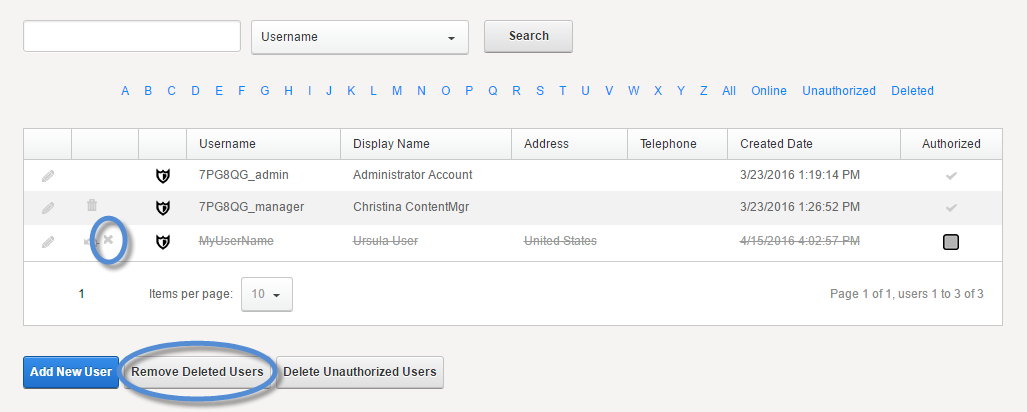 Username Search
A B C D E F G H I J K L M N O P Q R S T U V W X Y Z All Online Unauthorized Deleted
Username Display Name Address Telephone Created Date Authorized
7PG8QG_admin Administrator Account 3/23/2016 1:19:14 PM
7PG8QG_manager Christina ContentMgr 3/23/2016 1:26:52 PM
MyUserName Ursula User United States 4/15/2016 4:02:57 PM
1 Items per page: 10 Page 1 of 1, users 1 to 3 of 3
Add New User Remove Deleted Users Delete Unauthorized Users